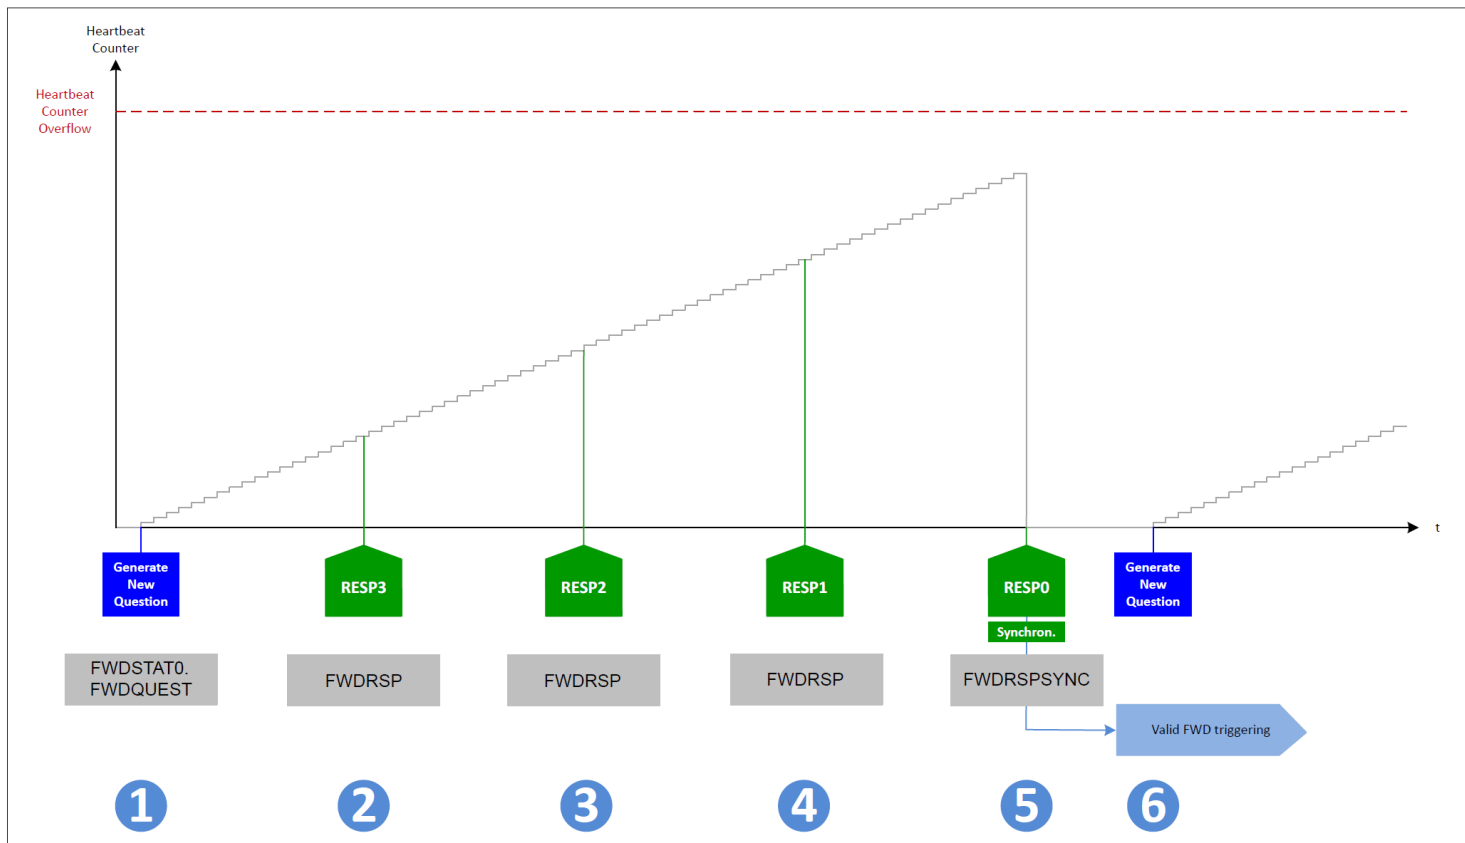 Heartbeat
Counter
Heartbeat
Counter
Overflow
t
Generate
New
Question
RESP3
RESP2
RESP1
RESP0
Synchron.
Generate
New
Question
FWDSTAT0.
FWDQUEST
FWDRSP
FWDRSP
FWDRSP
FWDRSPSYNC
Valid FWD triggering
1
2
3
4
5
6